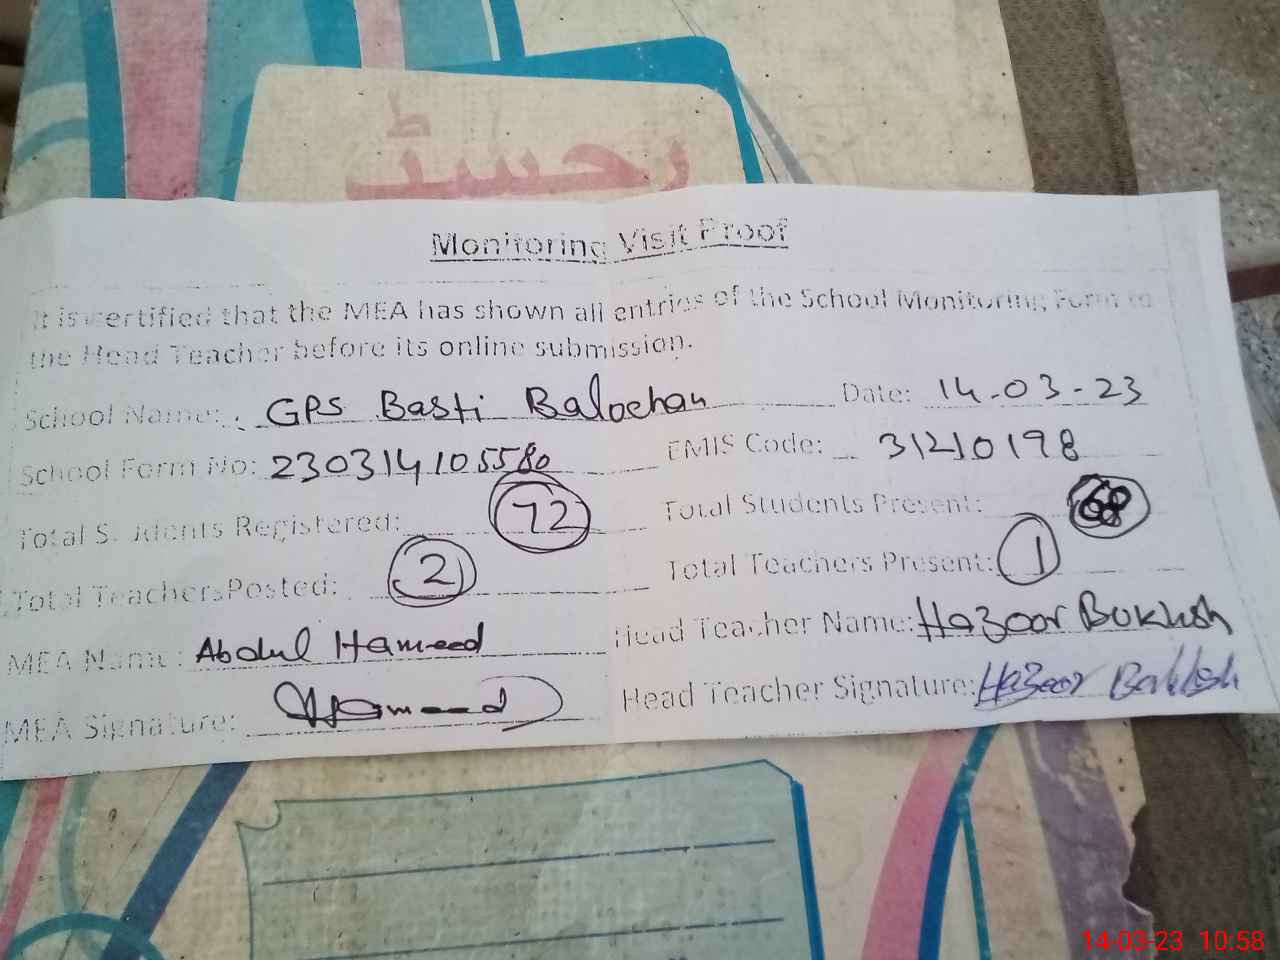 رجسٹر
Monitoring Visit Proof
It is certified that the MEA has shown all entries of the School Monitoring Form to
the Head Teacher before its online submission.
School Name: GPS Basti Balochan Date: 14-03-23
School Form No: 230314105580 EMIS Code: 31210198
Total Students Registered: 72 Total Students Present: 68
Total Teachers Posted: 2 Total Teachers Present: 1
MEA Name: Abdul Hameed Head Teacher Name: Hazoor Bukhsh
MEA Signature: Hameed Head Teacher Signature: Hazoor Bakhsh
14-03-23 10:58